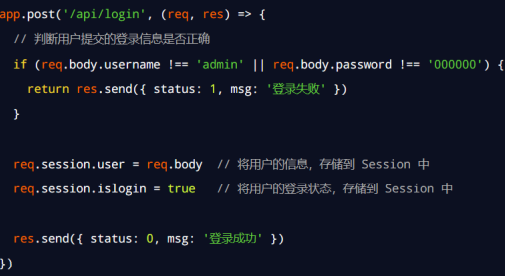 app.post('/api/login', (req, res) => {
// 判断用户提交的登录信息是否正确
if (req.body.username !== 'admin' || req.body.password !== '000000') {
return res.send({ status: 1, msg: '登录失败' })
}
req.session.user = req.body // 将用户的信息，存储到 Session 中
req.session.islogin = true // 将用户的登录状态，存储到 Session 中
res.send({ status: 0, msg: '登录成功' })
})